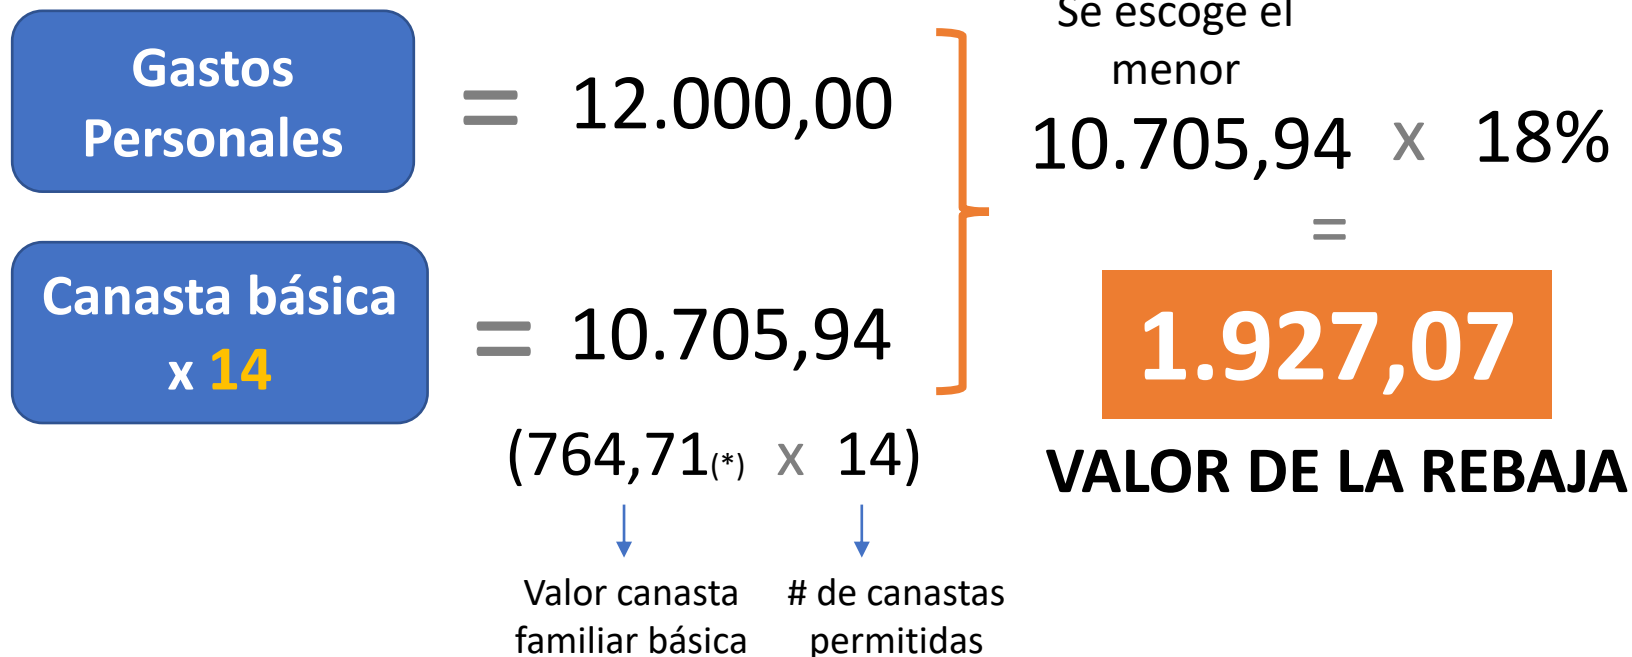 Gastos
Personales
= 12.000,00
Canasta básica
x 14
= 10.705,94
(764,71(*) x 14)
Valor canasta
familiar básica
# de canastas
permitidas
Se escoge el
menor
10.705,94 x 18%
=
1.927,07
VALOR DE LA REBAJA